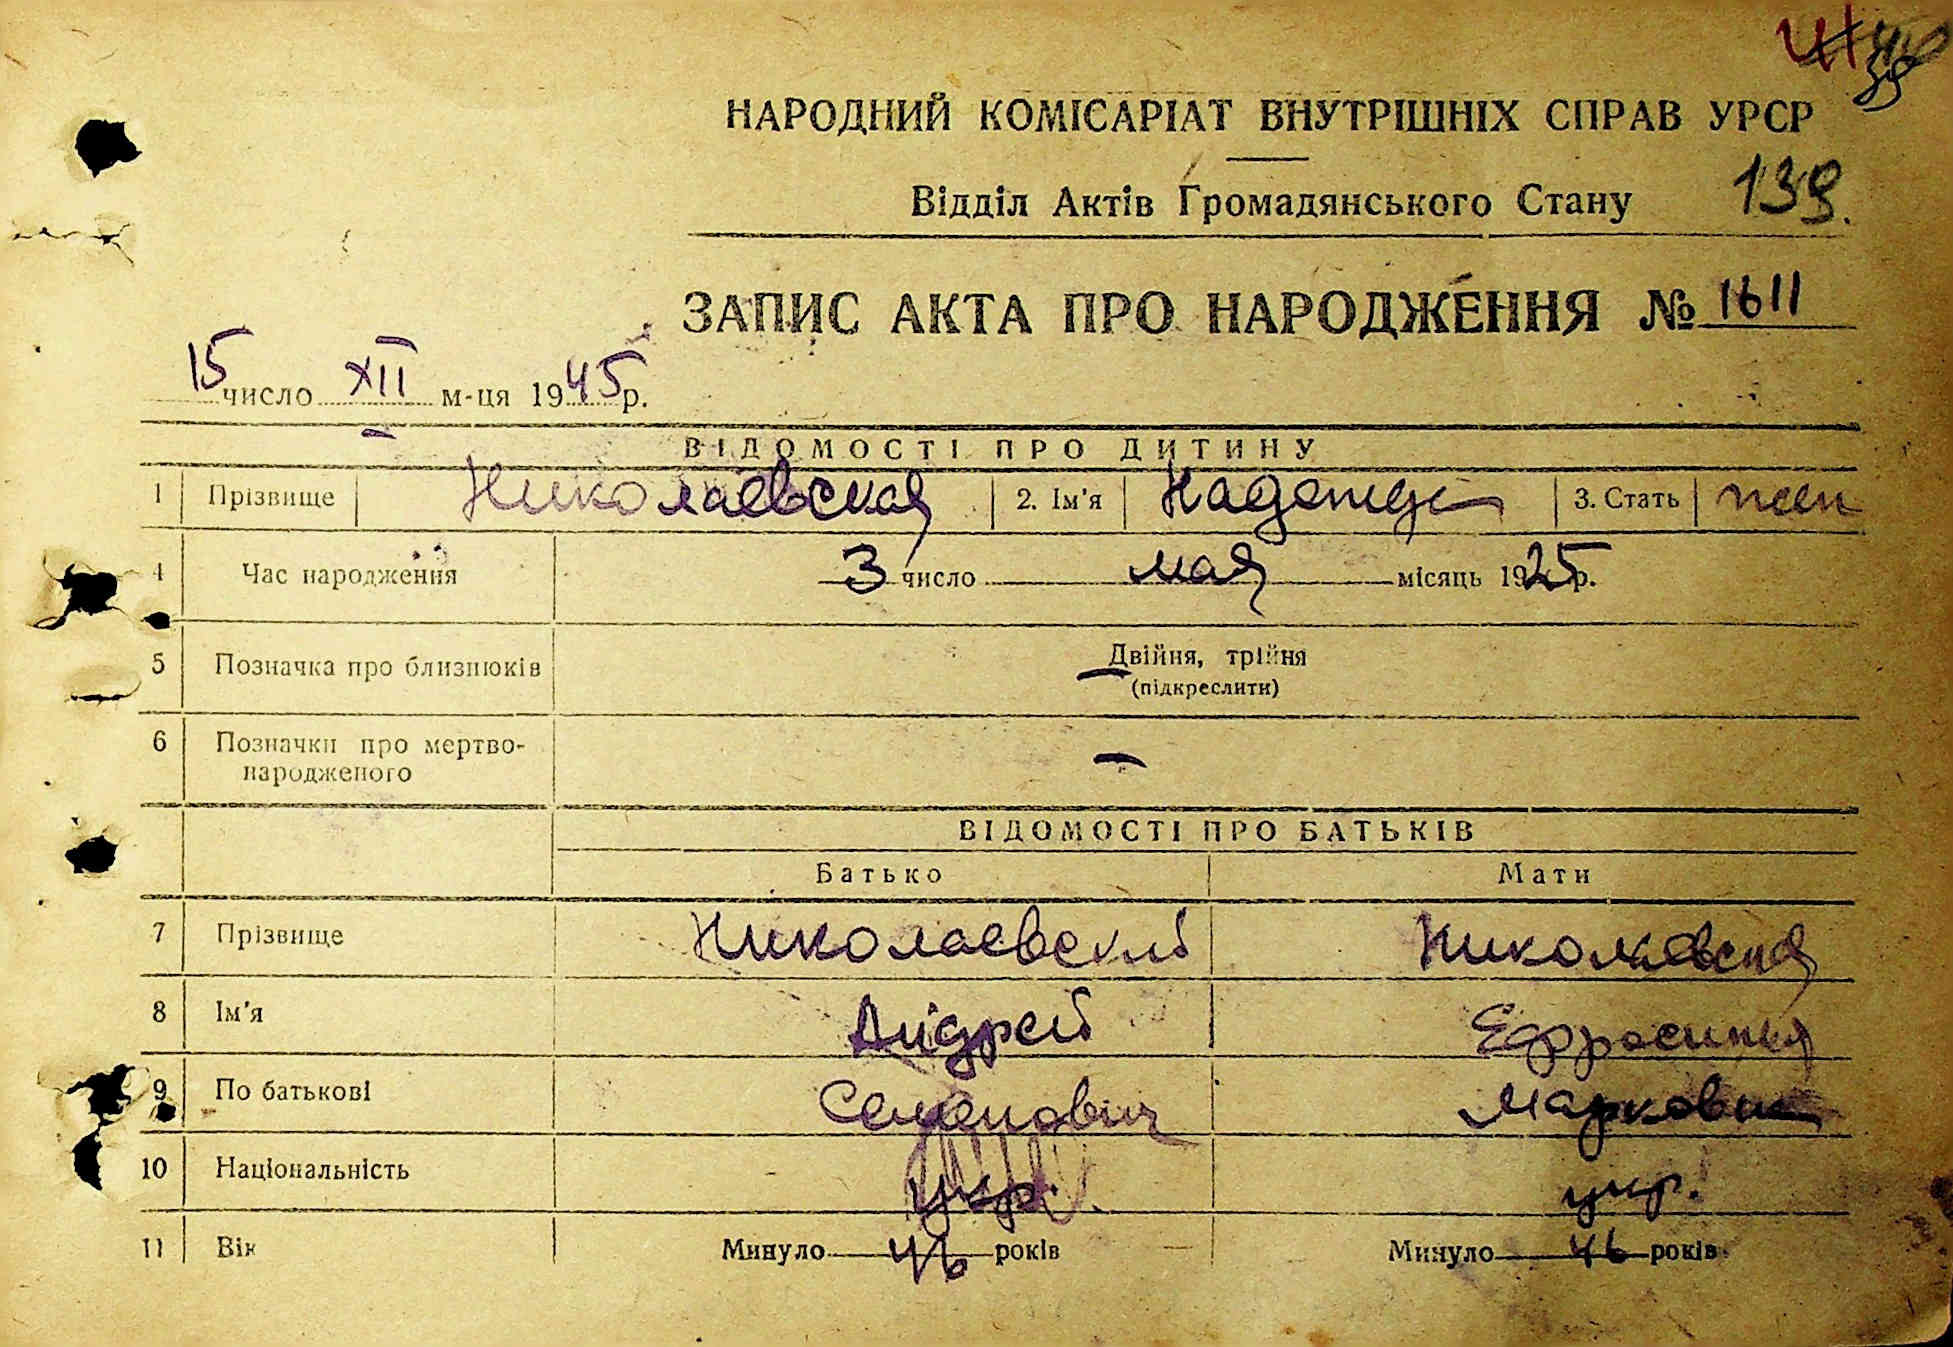 НАРОДНИЙ КОМІСАРІАТ ВНУТРІШНІХ СПРАВ УРСР
Відділ Актів Громадянського Стану 139.
ЗАПИС АКТА ПРО НАРОДЖЕННЯ № 1611
15 число XII м-ця 1945 р.
ВІДОМОСТІ ПРО ДИТИНУ
1 Прізвище Николаевская 2. Ім'я Надежда 3. Стать жен
4 Час народження 3 число мая місяць 1925 р.
5 Позначка про близнюків Двійня, трійня
(підкреслити)
6 Позначки про мертво-
народженого
ВІДОМОСТІ ПРО БАТЬКІВ
Батько Мати
7 Прізвище Николаевский Николаевская
8 Ім'я Андрей Ефросиния
9 По батькові Семенович Марковна
10 Національність укр. укр.
11 Вік Минуло 46 років Минуло 46 років